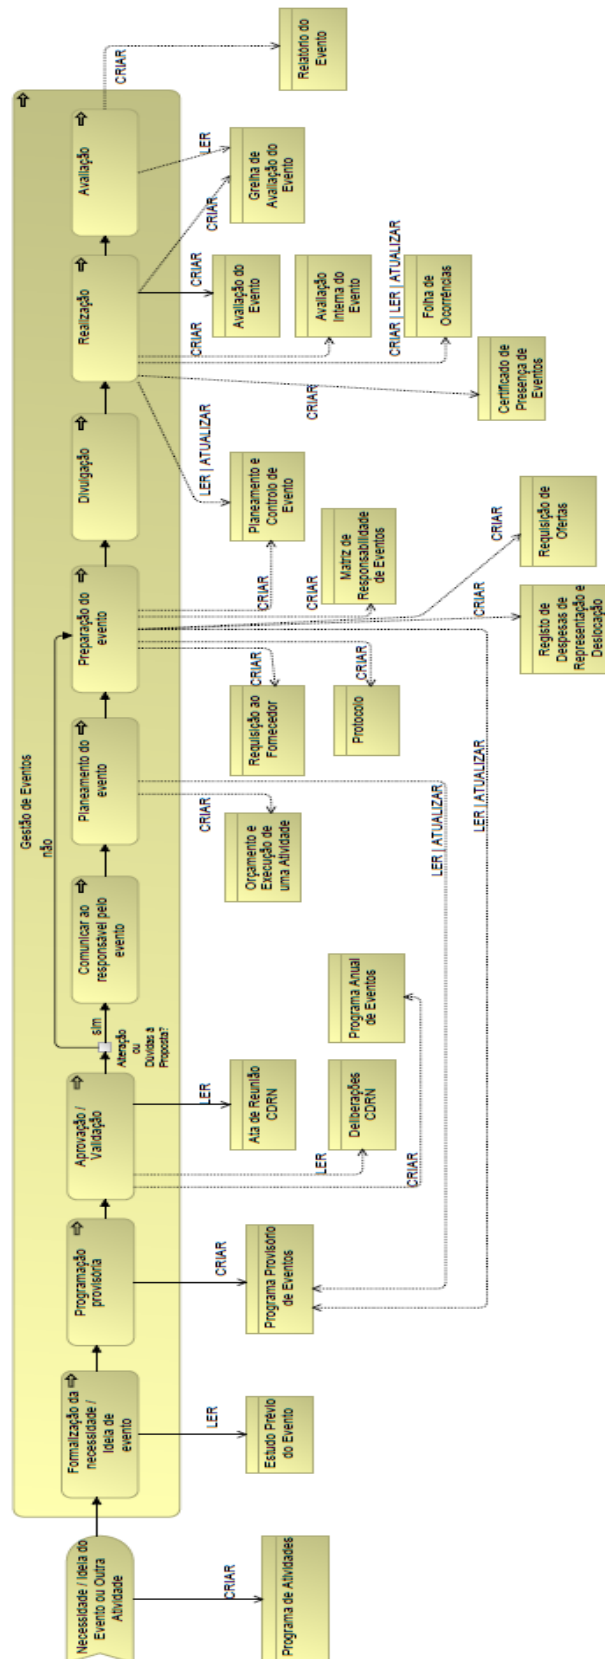 Gestão de Eventos
não
Necessidade / Ideia do
Evento ou Outra
Atividade
CRIAR
Programa de Atividades
Formalização da
necessidade /
Ideia de
evento
LER
Estudo Prévio
do Evento
Programação
provisória
CRIAR
Programa Provisório
de Eventos
Aprovação /
Validação
LER
Ata de Reunião
CDRN
LER
Deliberações
CDRN
CRIAR
Programa Anual
de Eventos
sim
Alteração
ou
Dúvidas à
Proposta?
Comunicar ao
responsável pelo
evento
Planeamento do
evento
CRIAR
Orçamento e
Execução de
uma Atividade
LER | ATUALIZAR
Preparação do
evento
CRIAR
Requisição ao
Fornecedor
CRIAR
Protocolo
LER | ATUALIZAR
CRIAR
Planeamento e
Controlo de
Evento
CRIAR
Matriz de
Responsabilidade
de Eventos
CRIAR
Registo de
Despesas de
Representação e
Deslocação
CRIAR
Requisição de
Ofertas
Divulgação
Realização
LER | ATUALIZAR
CRIAR
Certificado de
Presença de
Eventos
CRIAR | LER | ATUALIZAR
Folha de
Ocorrências
CRIAR
Avaliação
Interna do
Evento
CRIAR
Avaliação do
Evento
CRIAR
Grelha de
Avaliação do
Evento
Avaliação
LER
CRIAR
Relatório do
Evento